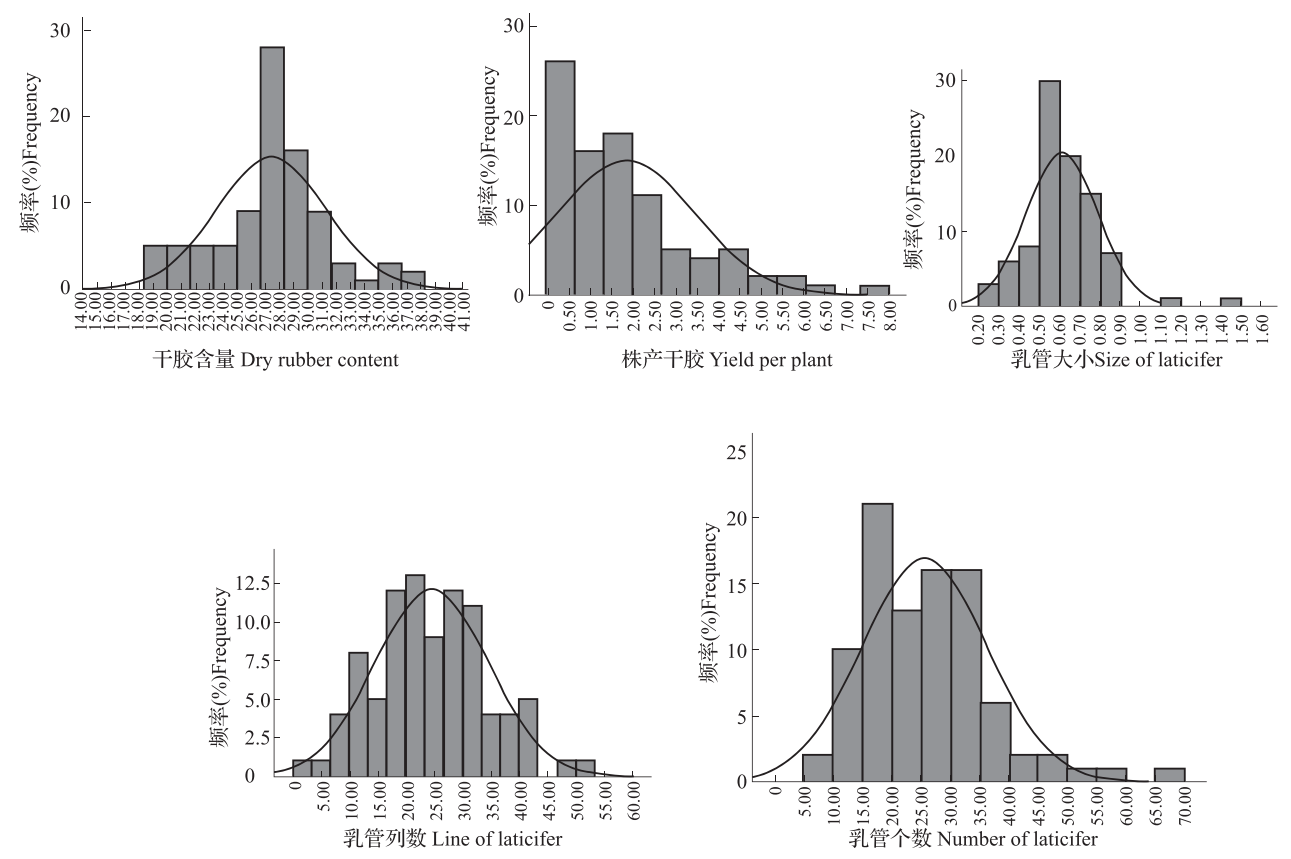 频率(%)Frequency
30
20
10
0
14.00 15.00 16.00 17.00 18.00 19.00 20.00 21.00 22.00 23.00 24.00 25.00 26.00 27.00 28.00 29.00 30.00 31.00 32.00 33.00 34.00 35.00 36.00 37.00 38.00 39.00 40.00 41.00
干胶含量 Dry rubber content
频率(%)Frequency
30
20
10
0
0 0.50 1.00 1.50 2.00 2.50 3.00 3.50 4.00 4.50 5.00 5.50 6.00 6.50 7.00 7.50 8.00
株产干胶 Yield per plant
频率(%)Frequency
30
20
10
0
0.20 0.30 0.40 0.50 0.60 0.70 0.80 0.90 1.00 1.10 1.20 1.30 1.40 1.50 1.60
乳管大小Size of laticifer
频率(%)Frequency
12.5
10.0
7.5
5.0
2.5
0
0 5.00 10.00 15.00 20.00 25.00 30.00 35.00 40.00 45.00 50.00 55.00 60.00
乳管列数 Line of laticifer
频率(%)Frequency
25
20
15
10
5
0
0 5.00 10.00 15.00 20.00 25.00 30.00 35.00 40.00 45.00 50.00 55.00 60.00 65.00 70.00
乳管个数 Number of laticifer